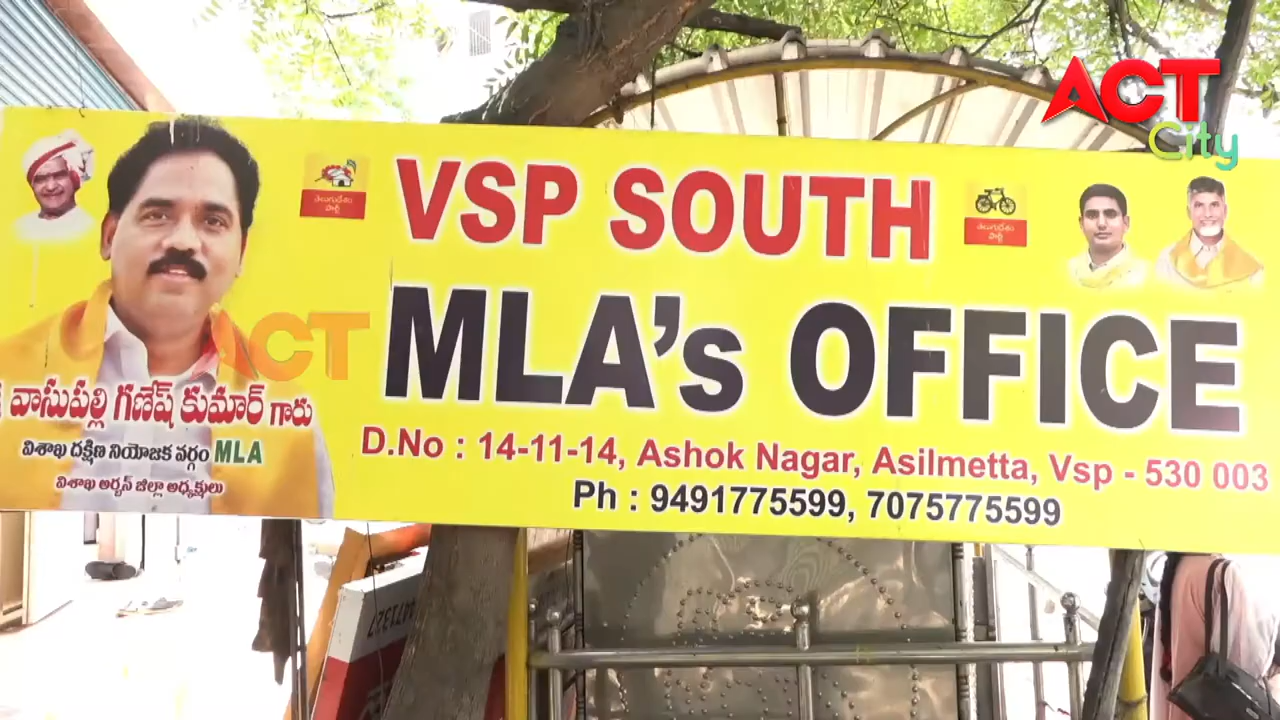 ACT
City
తెలుగుదేశం
పార్టీ
VSP SOUTH
తెలుగుదేశం
పార్టీ
MLA's OFFICE
ACT
వాసుపల్లి గణేష్ కుమార్ గారు
విశాఖ దక్షిణ నియోజక వర్గం MLA
విశాఖ అర్బన్ జిల్లా అధ్యక్షులు
D.No : 14-11-14, Ashok Nagar, Asilmetta, Vsp - 530 003
Ph : 9491775599, 7075775599